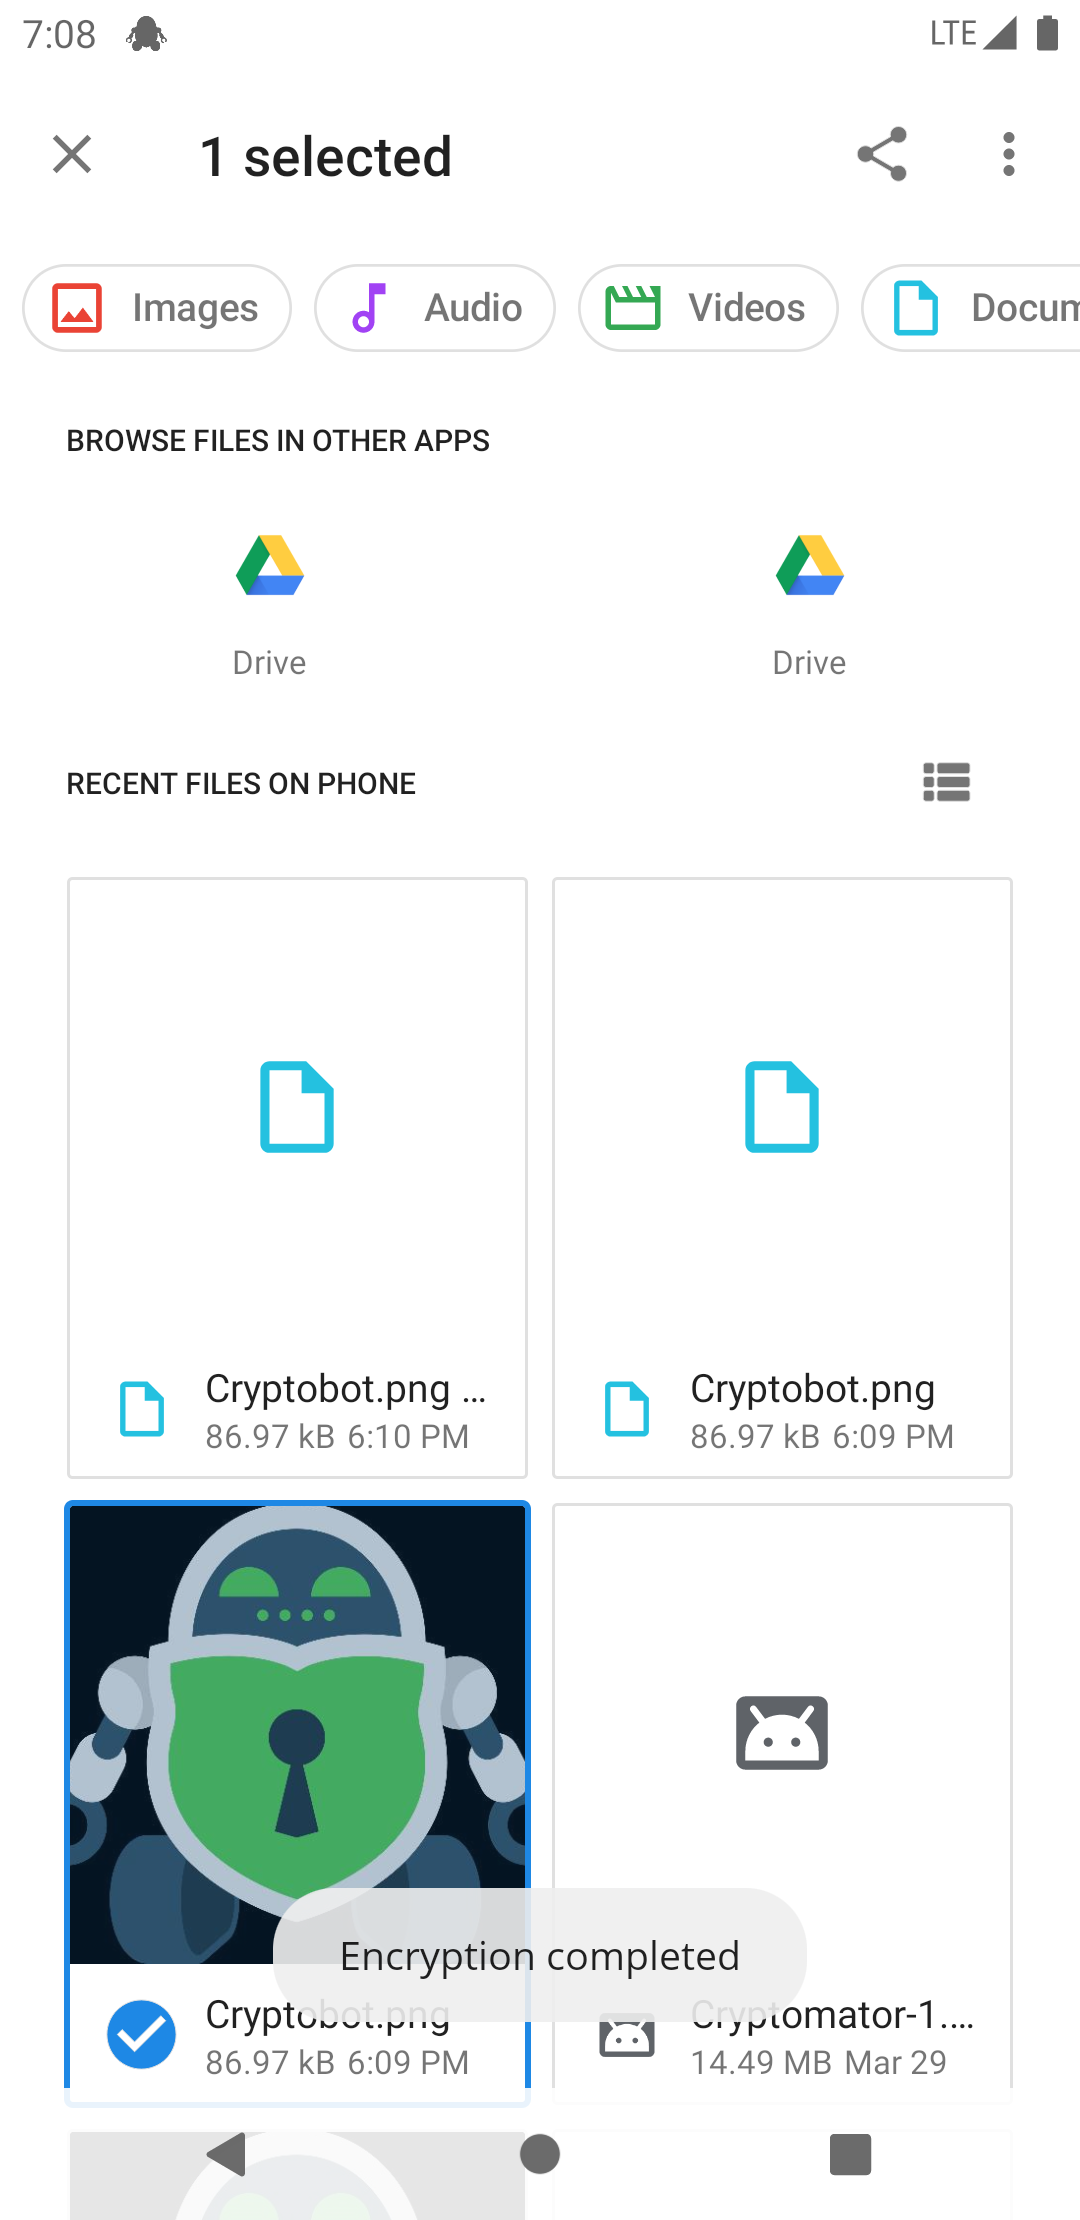 7:08
LTE
1 selected
Images
Audio
Videos
Docum
BROWSE FILES IN OTHER APPS
Drive
Drive
RECENT FILES ON PHONE
Cryptobot.png ...
86.97 kB 6:10 PM
Cryptobot.png
86.97 kB 6:09 PM
Encryption completed
Cryptobot.png
86.97 kB 6:09 PM
Cryptomator-1....
14.49 MB Mar 29